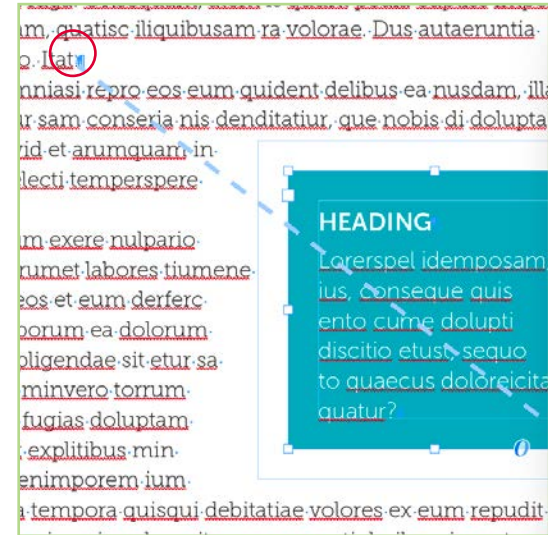 m, quatisc iliquibusam ra volorae. Dus autaeruntia
o. Itat
mniasi repro eos eum quident delibus ea nusdam, illa
ur sam conseria nis denditatiur, que nobis di dolupta
vid et arumquam in
electi temperspere
um exere nulpario
rumet labores tiumene
eos et eum derferc
porum ea dolorum
oligendae sit etur sa
minvero torrum
fugias doluptam
explitibus min
enimporem ium
HEADING
Lorerspel idemposam
ius, conseque quis
ento cume dolupti
discitio etust, sequo
to quaecus doloreicita
quatur?
a tempora quisqui debitatiae volores ex eum repudit